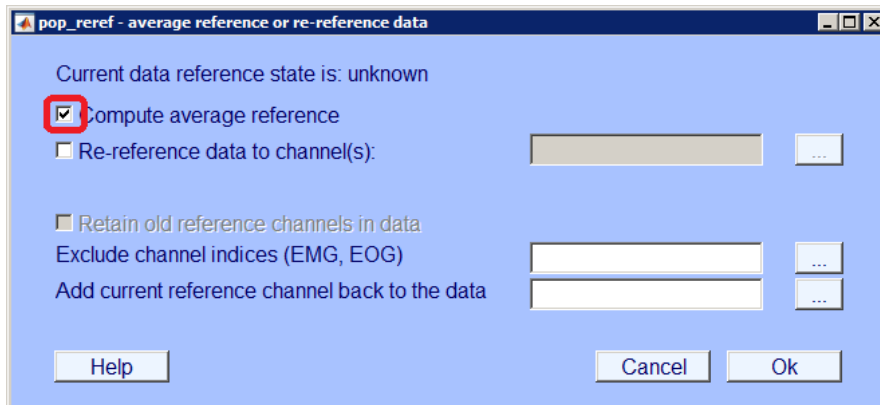 pop_reref - average reference or re-reference data
Current data reference state is: unknown
Compute average reference
Re-reference data to channel(s):
...
Retain old reference channels in data
Exclude channel indices (EMG, EOG)
...
Add current reference channel back to the data
...
Help
Cancel
Ok